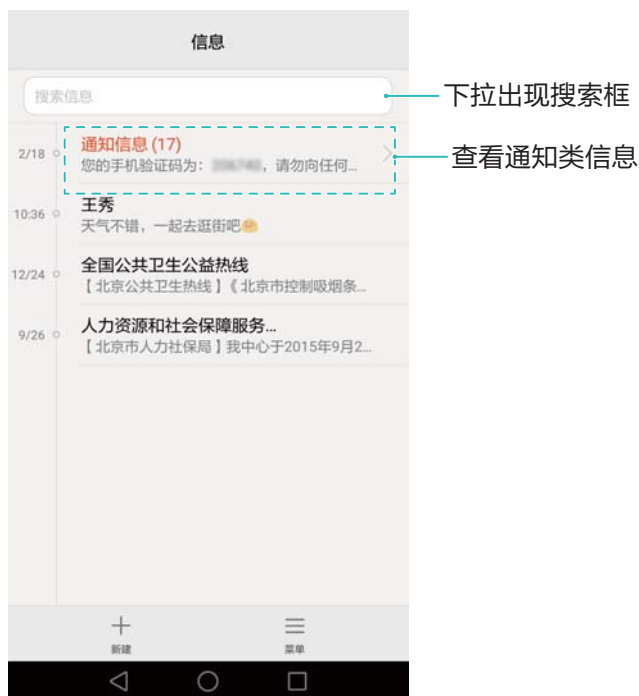 信息
搜索信息
下拉出现搜索框
2/18
通知信息 (17)
您的手机验证码为： ，请勿向任何...
查看通知类信息
10:36
王秀
天气不错，一起去逛街吧
12/24
全国公共卫生公益热线
【北京公共卫生热线】《北京市控制吸烟条...
9/26
人力资源和社会保障服务...
【北京市人力社保局】我中心于2015年9月2...
新建
菜单